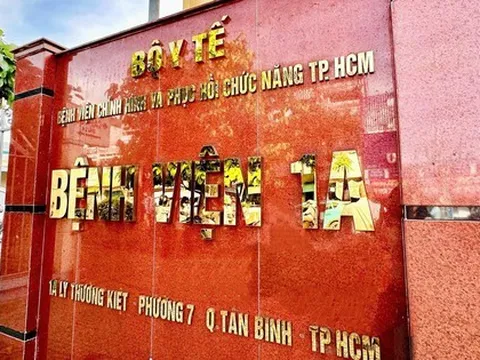 BỘ Y TẾ
BỆNH VIỆN CHỈNH HÌNH VÀ PHỤC HỒI CHỨC NĂNG TP. HCM
BỆNH VIỆN 1A
1A LÝ THƯỜNG KIỆT - PHƯỜNG 7 Q TÂN BÌNH - TP HCM